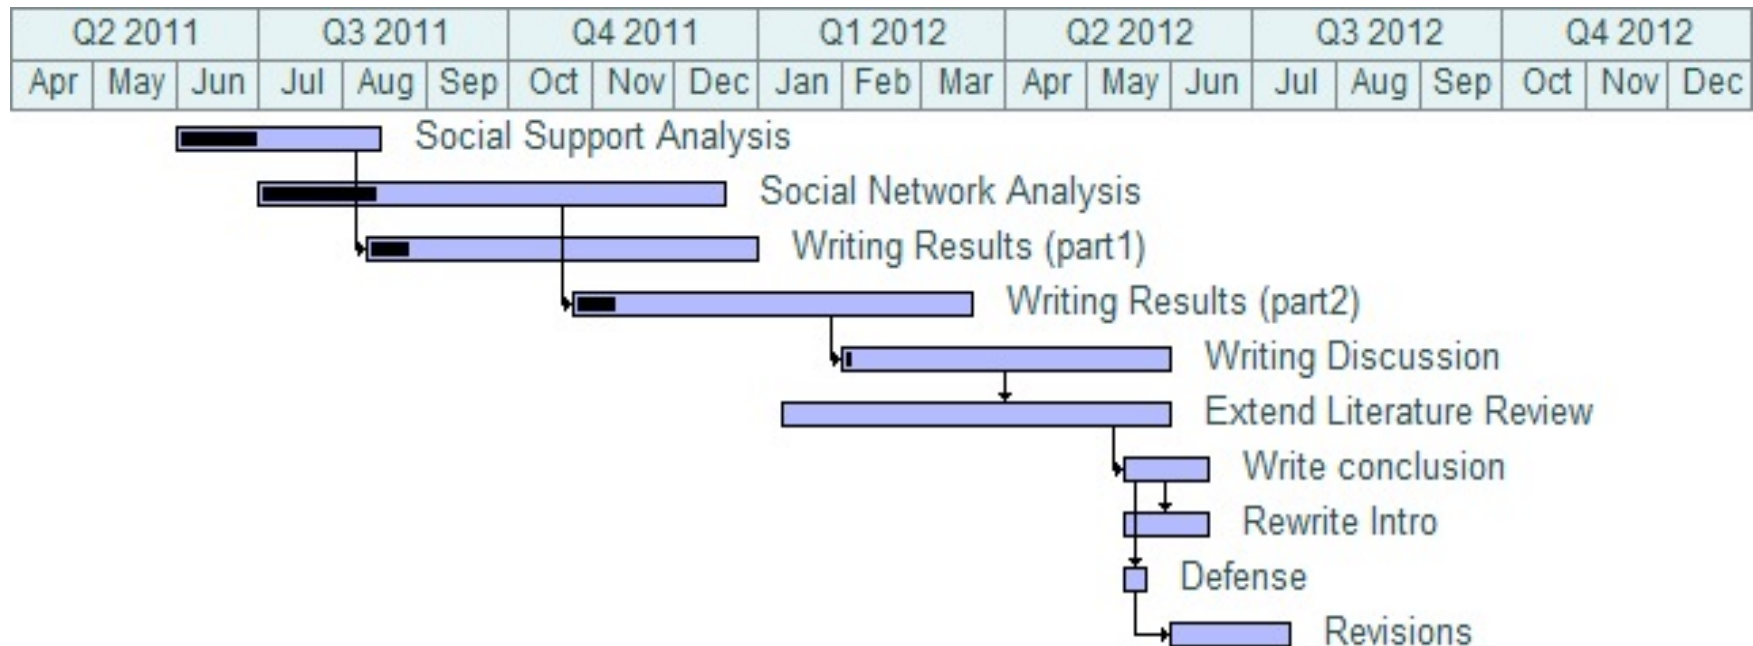 Q2 2011 Q3 2011 Q4 2011 Q1 2012 Q2 2012 Q3 2012 Q4 2012
Apr May Jun Jul Aug Sep Oct Nov Dec Jan Feb Mar Apr May Jun Jul Aug Sep Oct Nov Dec
Social Support Analysis
Social Network Analysis
Writing Results (part1)
Writing Results (part2)
Writing Discussion
Extend Literature Review
Write conclusion
Rewrite Intro
Defense
Revisions